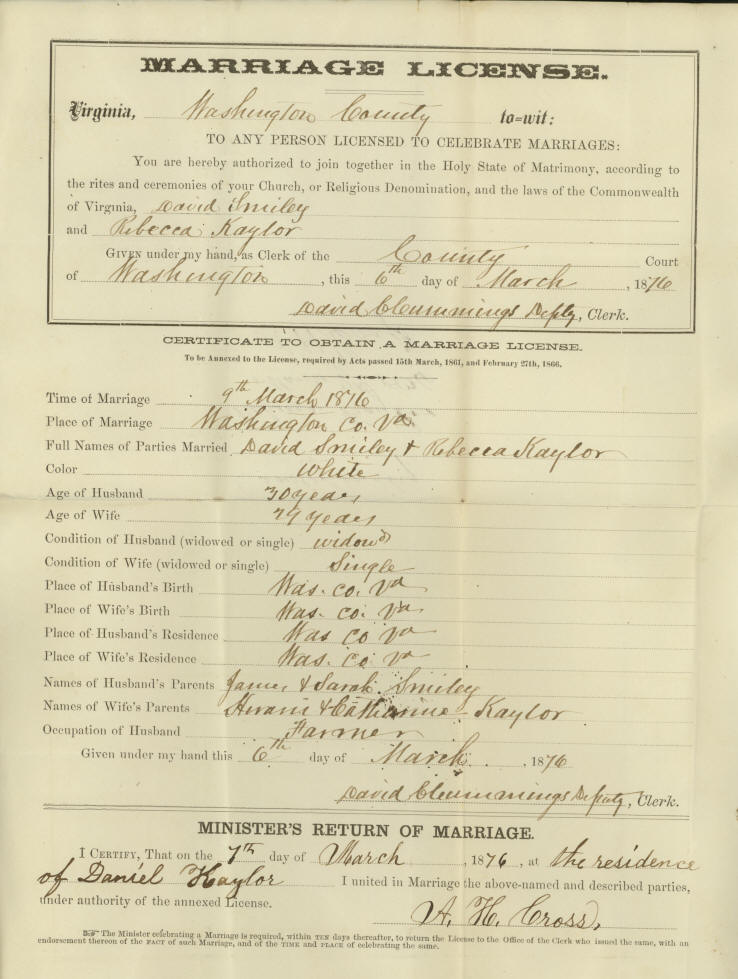 MARRIAGE LICENSE.
Virginia, Washington County to=wit:
TO ANY PERSON LICENSED TO CELEBRATE MARRIAGES:
You are hereby authorized to join together in the Holy State of Matrimony, according to
the rites and ceremonies of your Church, or Religious Denomination, and the laws of the Commonwealth
of Virginia, David Smiley
and Rebecca Kaylor
GIVEN under my hand, as Clerk of the County Court
of Washington, this 6th day of March, 1876
David C Cummings Depty, Clerk.
CERTIFICATE TO OBTAIN A MARRIAGE LICENSE.
To be Annexed to the License, required by Acts passed 15th March, 1861, and February 27th, 1866.
Time of Marriage 9th March 1876
Place of Marriage Washington Co. Va
Full Names of Parties Married David Smiley & Rebecca Kaylor
Color White
Age of Husband 30 years
Age of Wife years
Condition of Husband (widowed or single) widowd
Condition of Wife (widowed or single) Single
Place of Husband's Birth Was. Co. Va
Place of Wife's Birth Was. Co. Va
Place of Husband's Residence Was Co Va
Place of Wife's Residence Was. Co Va
Names of Husband's Parents James & Sarah Smiley
Names of Wife's Parents Hiram & Catharine Kaylor
Occupation of Husband Farmer
Given under my hand this 6th day of March, 1876
David C Cummings Deputy, Clerk.
MINISTER'S RETURN OF MARRIAGE.
I CERTIFY, That on the 7th day of March, 1876, at the residence
of Daniel Kaylor I united in Marriage the above-named and described parties,
under authority of the annexed License.
A. H. Cross.
☞ The Minister celebrating a Marriage is required, within TEN days thereafter, to return the License to the Office of the Clerk who issued the same, with an
endorsement thereon of the FACT of such Marriage, and of the TIME and PLACE of celebrating the same.